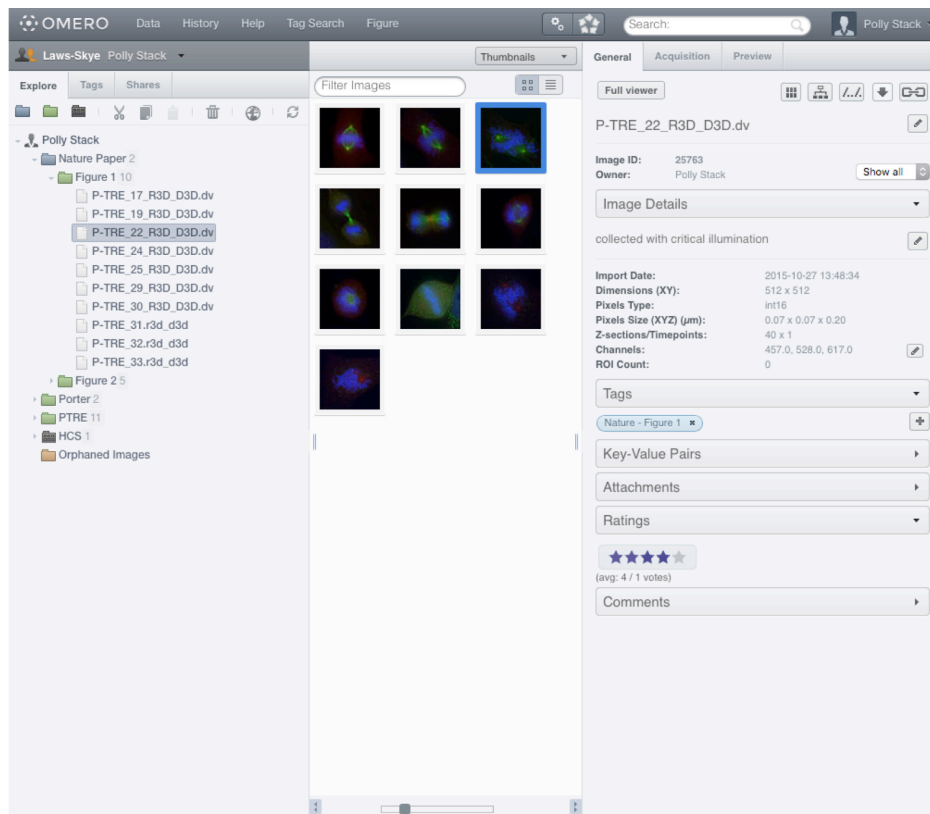 OMERO Data History Help Tag Search Figure Search: Polly Stack
Laws-Skye Polly Stack
Explore Tags Shares
Polly Stack
Nature Paper 2
Figure 1 10
P-TRE_17_R3D_D3D.dv
P-TRE_19_R3D_D3D.dv
P-TRE_22_R3D_D3D.dv
P-TRE_24_R3D_D3D.dv
P-TRE_25_R3D_D3D.dv
P-TRE_29_R3D_D3D.dv
P-TRE_30_R3D_D3D.dv
P-TRE_31.r3d_d3d
P-TRE_32.r3d_d3d
P-TRE_33.r3d_d3d
Figure 2 5
Porter 2
PTRE 11
HCS 1
Orphaned Images
Thumbnails
Filter Images
General Acquisition Preview
Full viewer
/../.
P-TRE_22_R3D_D3D.dv
Image ID: 25763
Owner: Polly Stack
Show all
Image Details
collected with critical illumination
Import Date: 2015-10-27 13:48:34
Dimensions (XY): 512 x 512
Pixels Type: int16
Pixels Size (XYZ) (µm): 0.07 x 0.07 x 0.20
Z-sections/Timepoints: 40 x 1
Channels: 457.0, 528.0, 617.0
ROI Count: 0
Tags
Nature - Figure 1 ×
Key-Value Pairs
Attachments
Ratings
(avg: 4 / 1 votes)
Comments